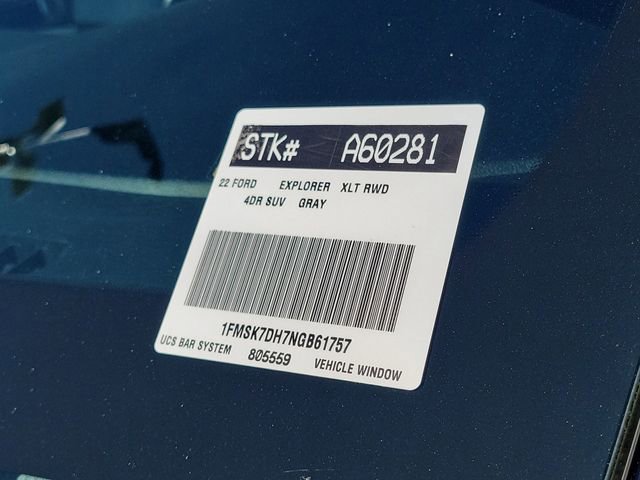 STK# A60281
22 FORD EXPLORER XLT RWD
4DR SUV GRAY
1FMSK7DH7NGB61757
UCS BAR SYSTEM 805559 VEHICLE WINDOW